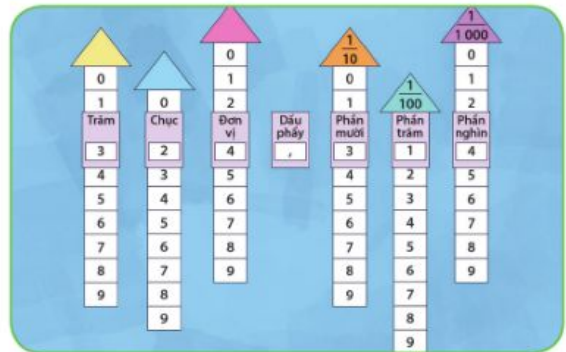 1/1 000
1/10
0 0
0 1 0 1/100 1
1 0 2 1 2
Trăm Chục Đơn vị Dấu phẩy Phần mười Phần trăm Phần nghìn
3 2 4 , 3 1 4
4 3 5 4 2 5
5 4 6 5 3 6
6 5 7 6 4 7
7 6 8 7 5 8
8 7 9 8 6 9
9 8 9 7
9 8
9